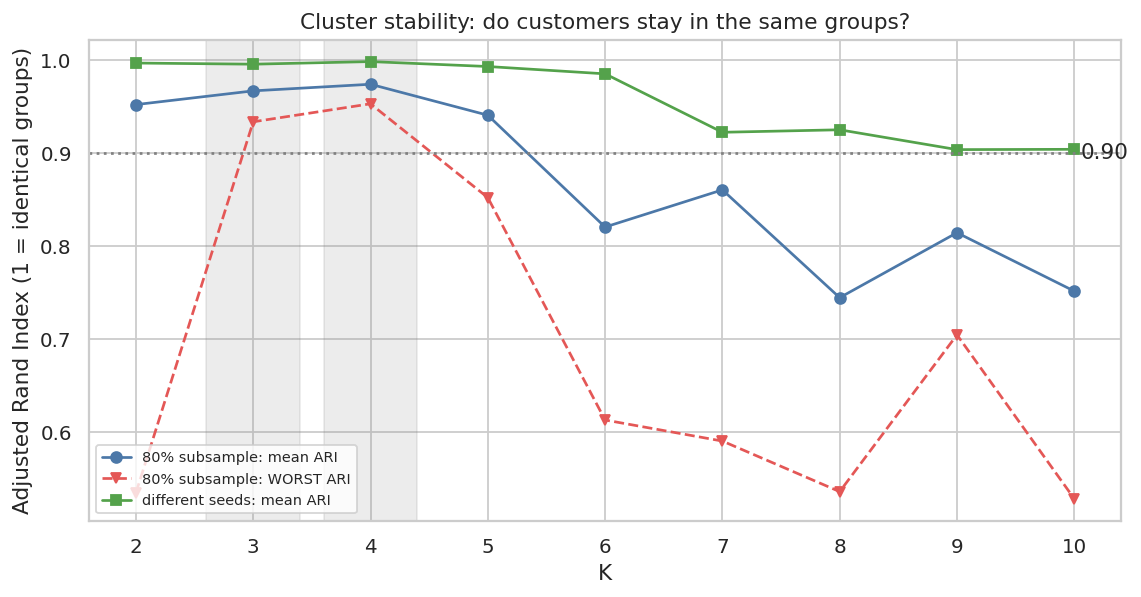 Cluster stability: do customers stay in the same groups?
Adjusted Rand Index (1 = identical groups)
1.0
0.9
0.8
0.7
0.6
0.90
80% subsample: mean ARI
80% subsample: WORST ARI
different seeds: mean ARI
2 3 4 5 6 7 8 9 10
K